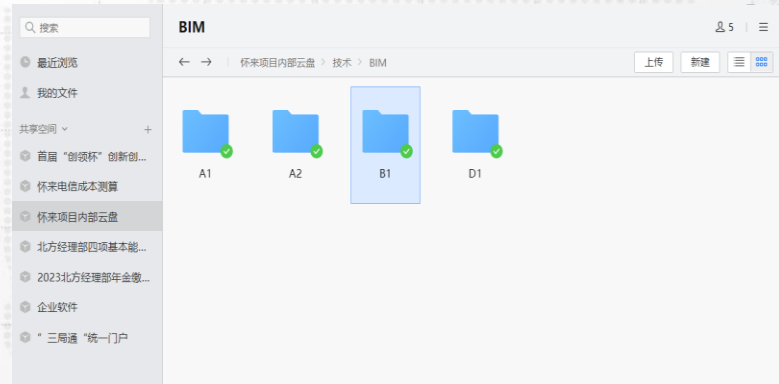 搜索
最近浏览
我的文件
共享空间
首届“创领杯”创新创...
怀来电信成本测算
怀来项目内部云盘
北方经理部四项基本能...
2023北方经理部年金缴...
企业软件
“三局通“统一门户
BIM
5
怀来项目内部云盘 > 技术 > BIM
上传 新建
A1 A2 B1 D1